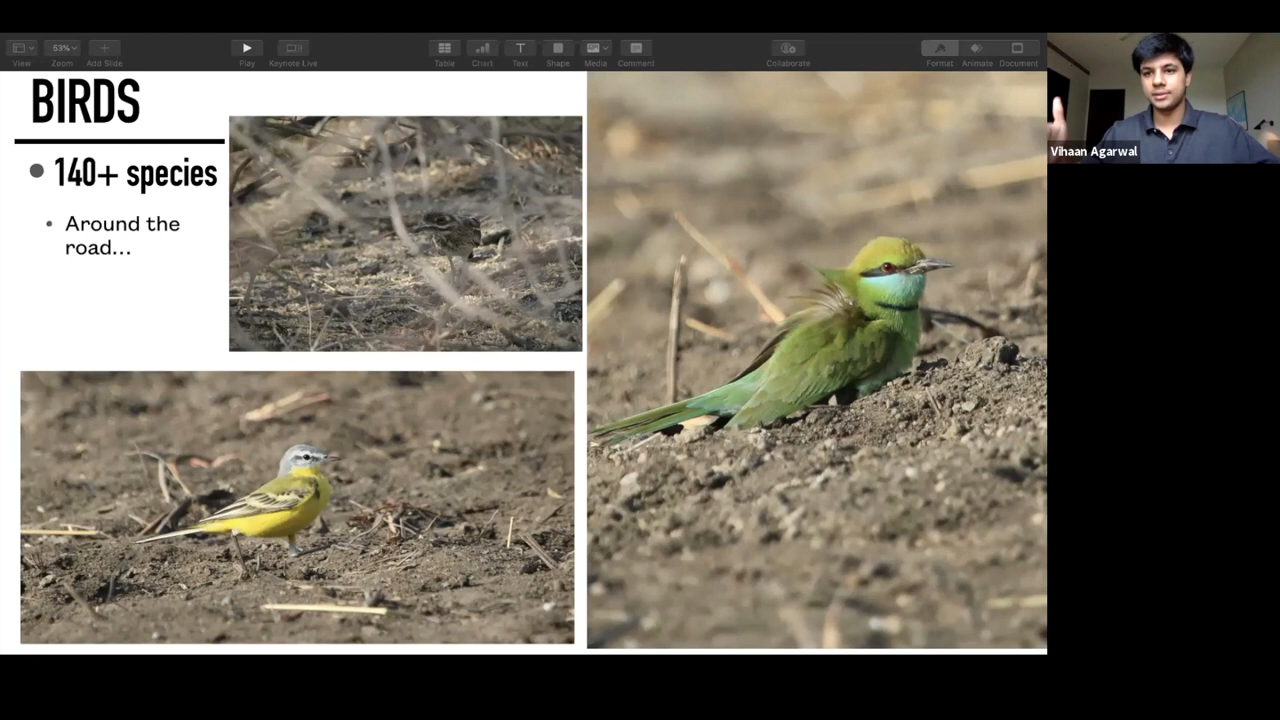 View
53%
Zoom
Add Slide
Play
Keynote Live
Table
Chart
Text
Shape
Media
Comment
Collaborate
Format
Animate
Document
BIRDS
140+ species
Around the
road...
Vihaan Agarwal